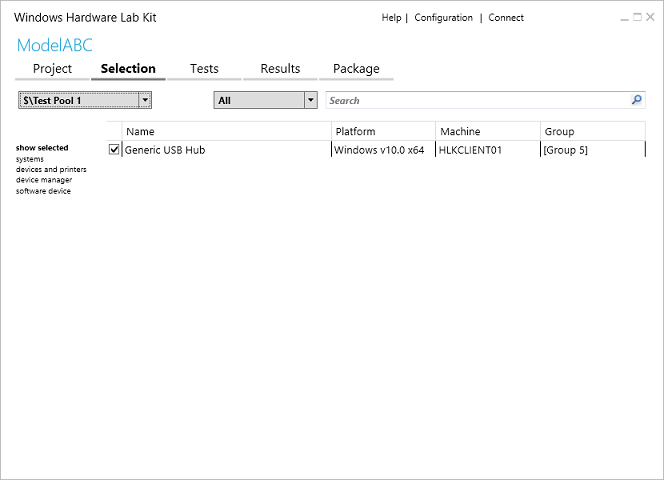 Windows Hardware Lab Kit
Help | Configuration | Connect
ModelABC
Project Selection Tests Results Package
$\Test Pool 1 All Search
Name Platform Machine Group
show selected
systems
devices and printers
device manager
software device
Generic USB Hub Windows v10.0 x64 HLKCLIENT01 [Group 5]